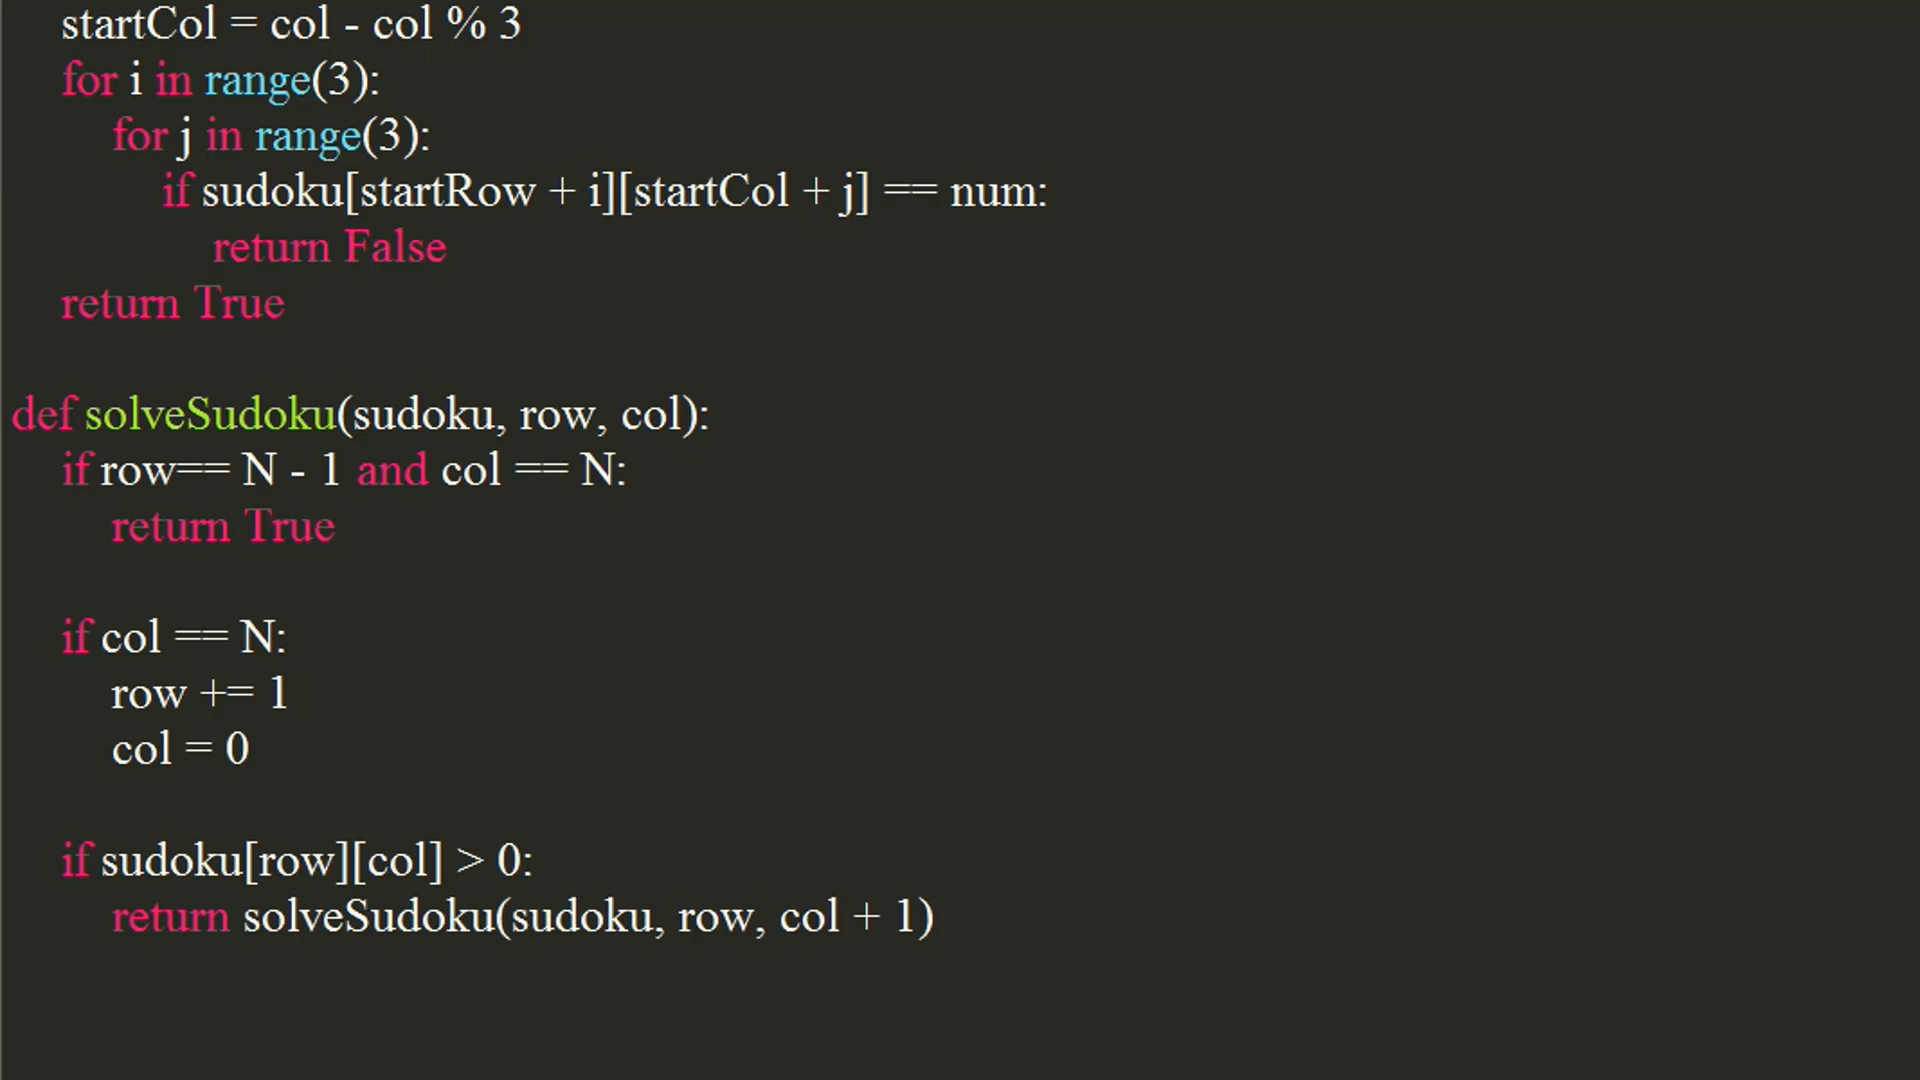 startCol = col - col % 3
for i in range(3):
for j in range(3):
if sudoku[startRow + i][startCol + j] == num:
return False
return True
def solveSudoku(sudoku, row, col):
if row== N - 1 and col == N:
return True
if col == N:
row += 1
col = 0
if sudoku[row][col] > 0:
return solveSudoku(sudoku, row, col + 1)